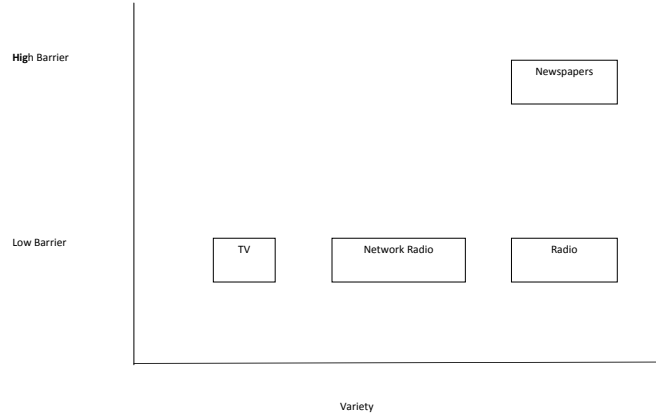 High Barrier
Newspapers
Low Barrier
TV
Network Radio
Radio
Variety